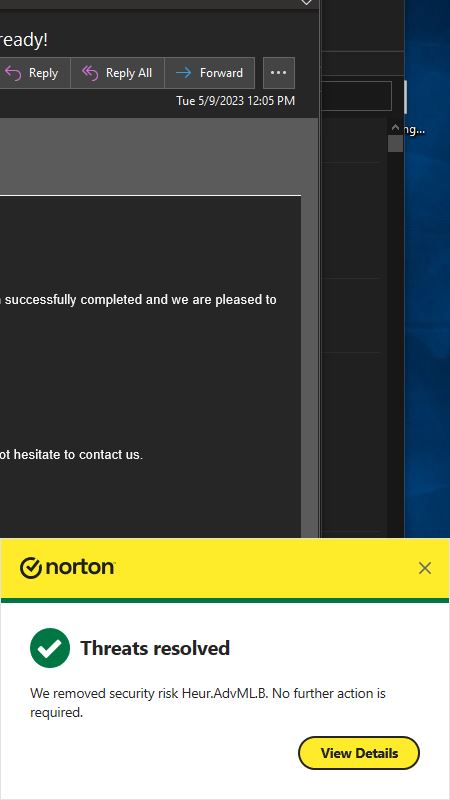 ready!
Reply Reply All Forward
Tue 5/9/2023 12:05 PM
ng...
successfully completed and we are pleased to
ot hesitate to contact us.
norton
Threats resolved
We removed security risk Heur.AdvML.B. No further action is
required.
View Details